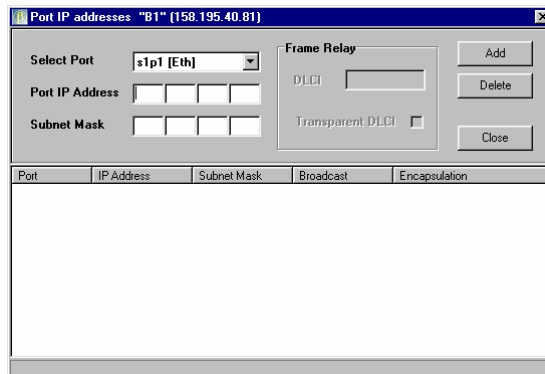 Port IP addresses "B1" (158.195.40.81)
Select Port
s1p1 [Eth]
Port IP Address
Subnet Mask
Frame Relay
DLCI
Transparent DLCI
Add
Delete
Close
Port IP Address Subnet Mask Broadcast Encapsulation